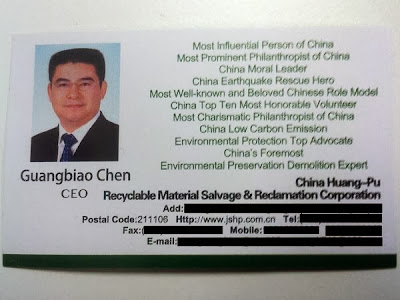 Most Influential Person of China
Most Prominent Philanthropist of China
China Moral Leader
China Earthquake Rescue Hero
Most Well-known and Beloved Chinese Role Model
China Top Ten Most Honorable Volunteer
Most Charismatic Philanthropist of China
China Low Carbon Emission
Environmental Protection Top Advocate
China's Foremost
Environmental Preservation Demolition Expert
Guangbiao Chen
CEO
China Huang-Pu
Recyclable Material Salvage & Reclamation Corporation
Add:
Postal Code:211106 Http://www.jshp.com.cn Tel:
Fax: Mobile:
E-mail: